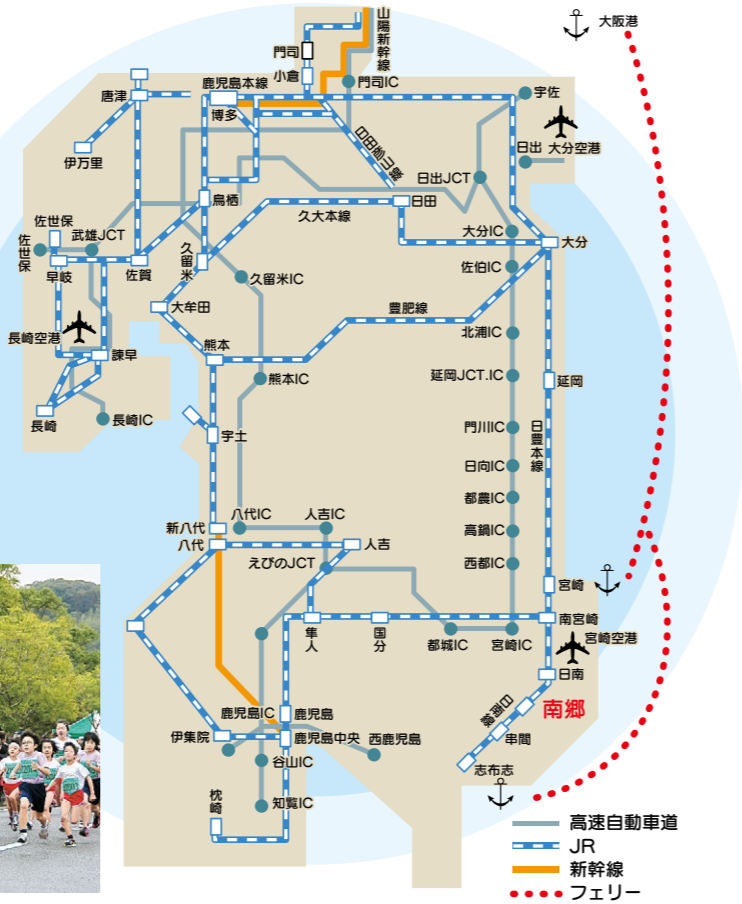 大阪港
山陽新幹線
門司
小倉
鹿児島本線
門司IC
博多
唐津
宇佐
伊万里
日田彦山線
日出
大分空港
日出JCT
鳥栖
久大本線
日田
佐世保
佐世保
武雄JCT
早岐
佐賀
久留米
大分IC
大分
佐伯IC
久留米IC
大牟田
豊肥線
長崎空港
北浦IC
熊本
諫早
熊本IC
延岡JCT.IC
延岡
長崎
長崎IC
宇土
門川IC
日豊本線
日向IC
都農IC
新八代
八代IC
人吉IC
高鍋IC
八代
人吉
えびのJCT
西都IC
宮崎
隼人
国分
都城IC
宮崎IC
南宮崎
宮崎空港
日南
鹿児島IC
鹿児島
日南線
南郷
伊集院
鹿児島中央
西鹿児島
串間
谷山IC
志布志
枕崎
知覧IC
高速自動車道
JR
新幹線
フェリー